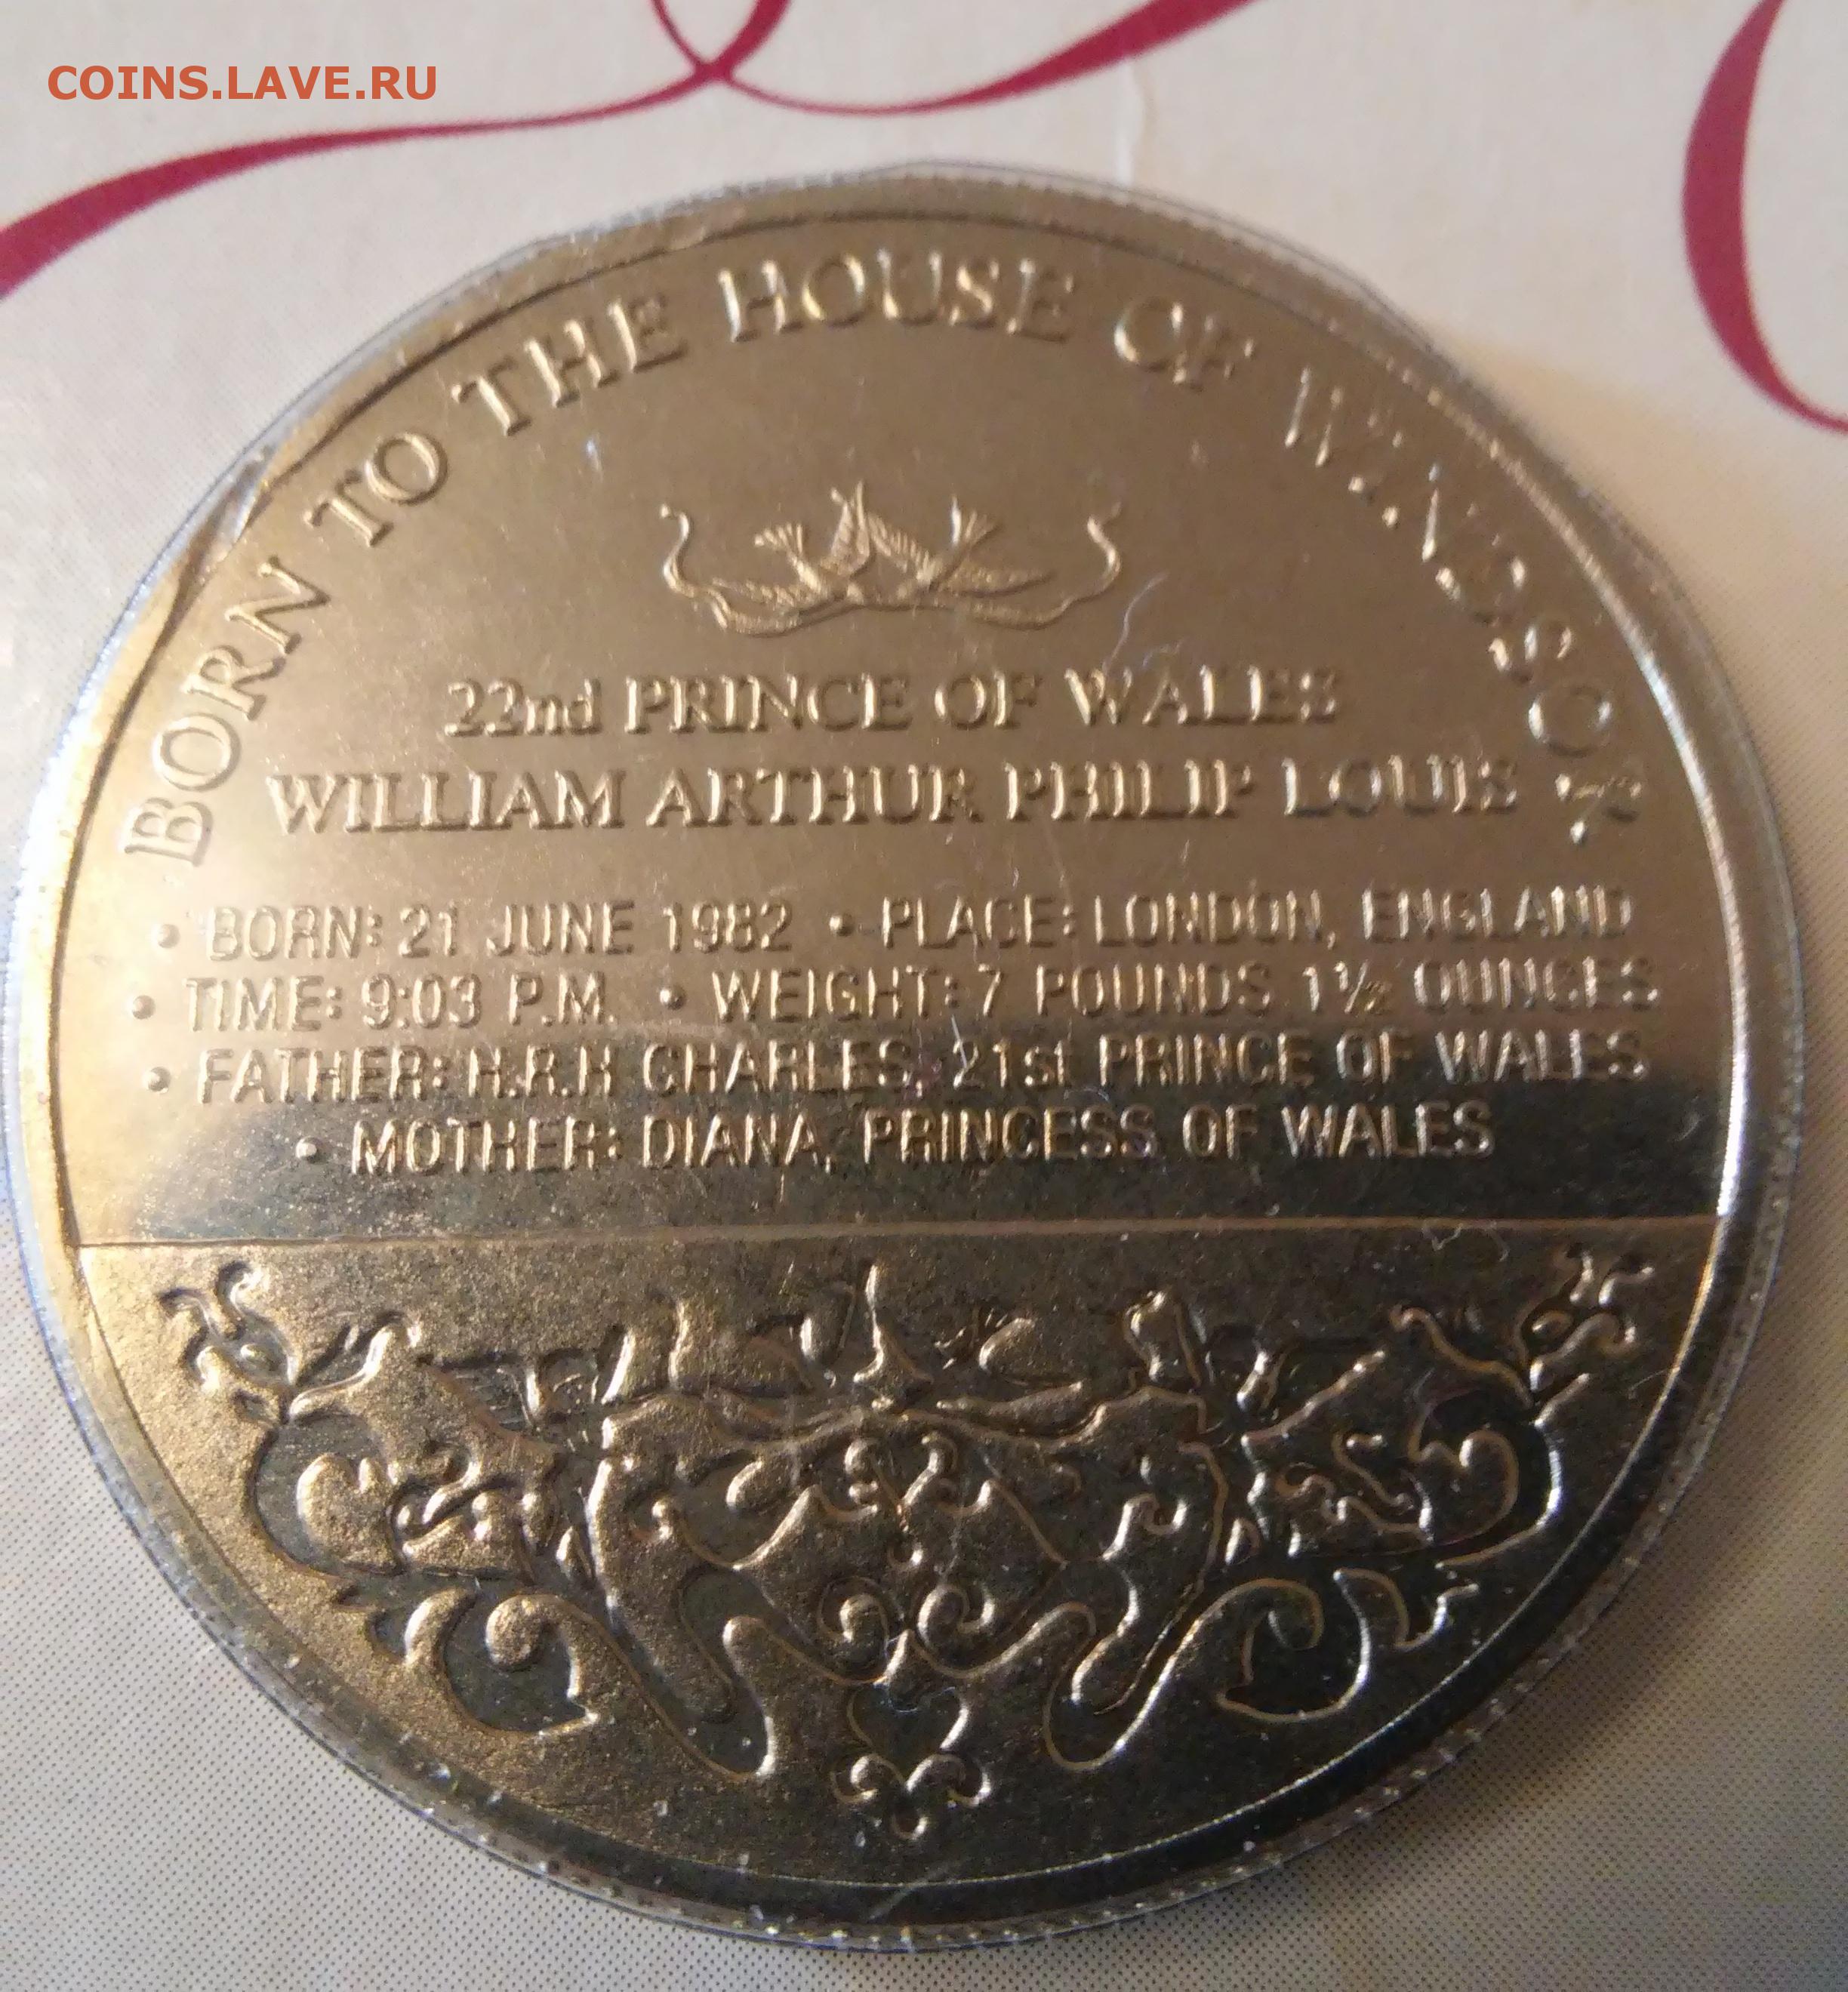 COINS.LAVE.RU
BORN TO THE HOUSE OF WINDSOR
22nd PRINCE OF WALES
WILLIAM ARTHUR PHILIP LOUIS
• BORN: 21 JUNE 1982 • PLACE: LONDON, ENGLAND
• TIME: 9:03 P.M. • WEIGHT: 7 POUNDS 1½ OUNCES
• FATHER: H.R.H CHARLES, 21st PRINCE OF WALES
• MOTHER: DIANA, PRINCESS OF WALES